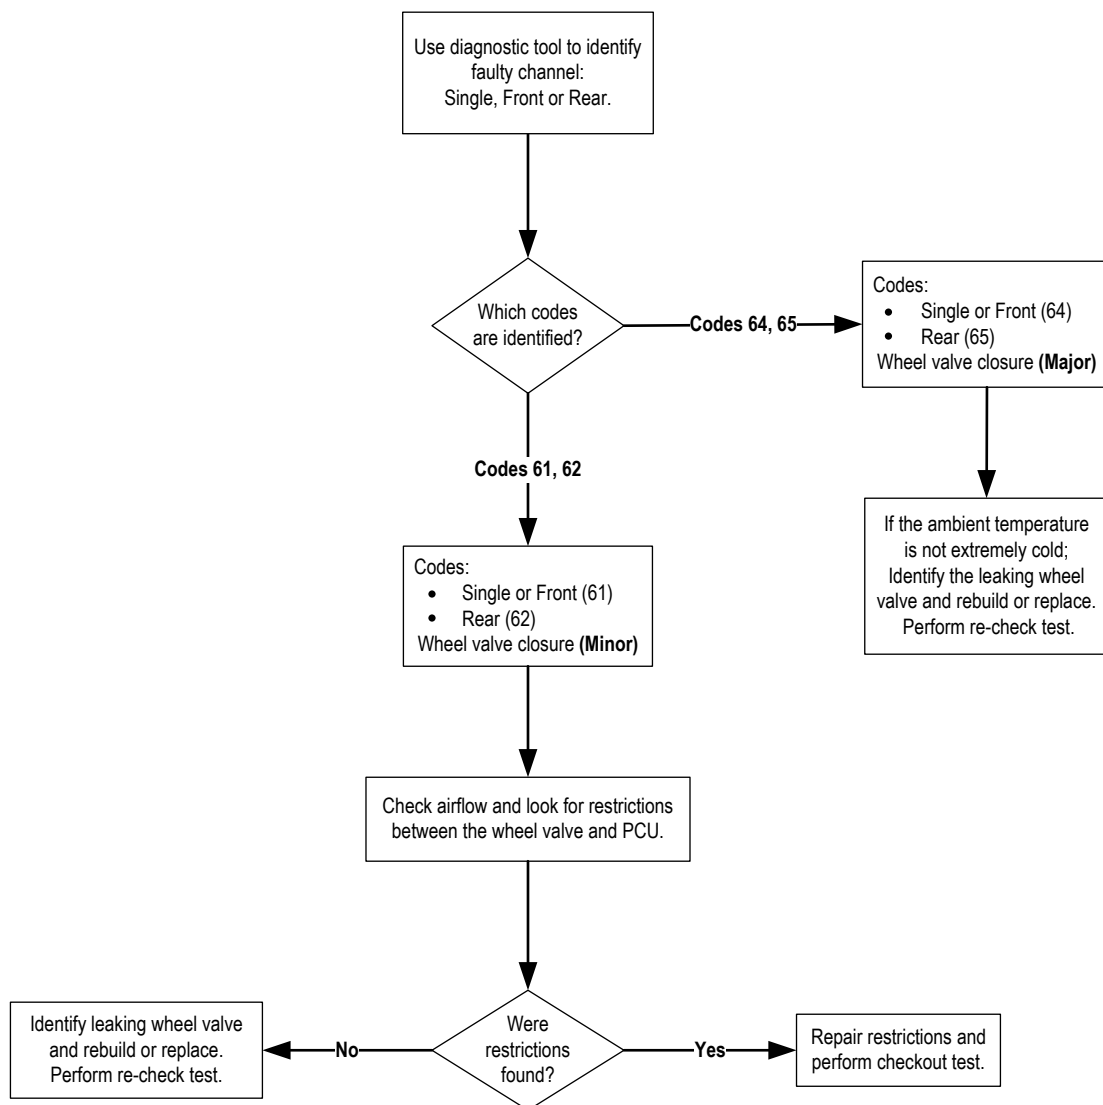 Use diagnostic tool to identify
faulty channel:
Single, Front or Rear.
Which codes
are identified?
Codes 64, 65
Codes:
• Single or Front (64)
• Rear (65)
Wheel valve closure (Major)
If the ambient temperature
is not extremely cold;
Identify the leaking wheel
valve and rebuild or replace.
Perform re-check test.
Codes 61, 62
Codes:
• Single or Front (61)
• Rear (62)
Wheel valve closure (Minor)
Check airflow and look for restrictions
between the wheel valve and PCU.
Were
restrictions
found?
No
Identify leaking wheel valve
and rebuild or replace.
Perform re-check test.
Yes
Repair restrictions and
perform checkout test.